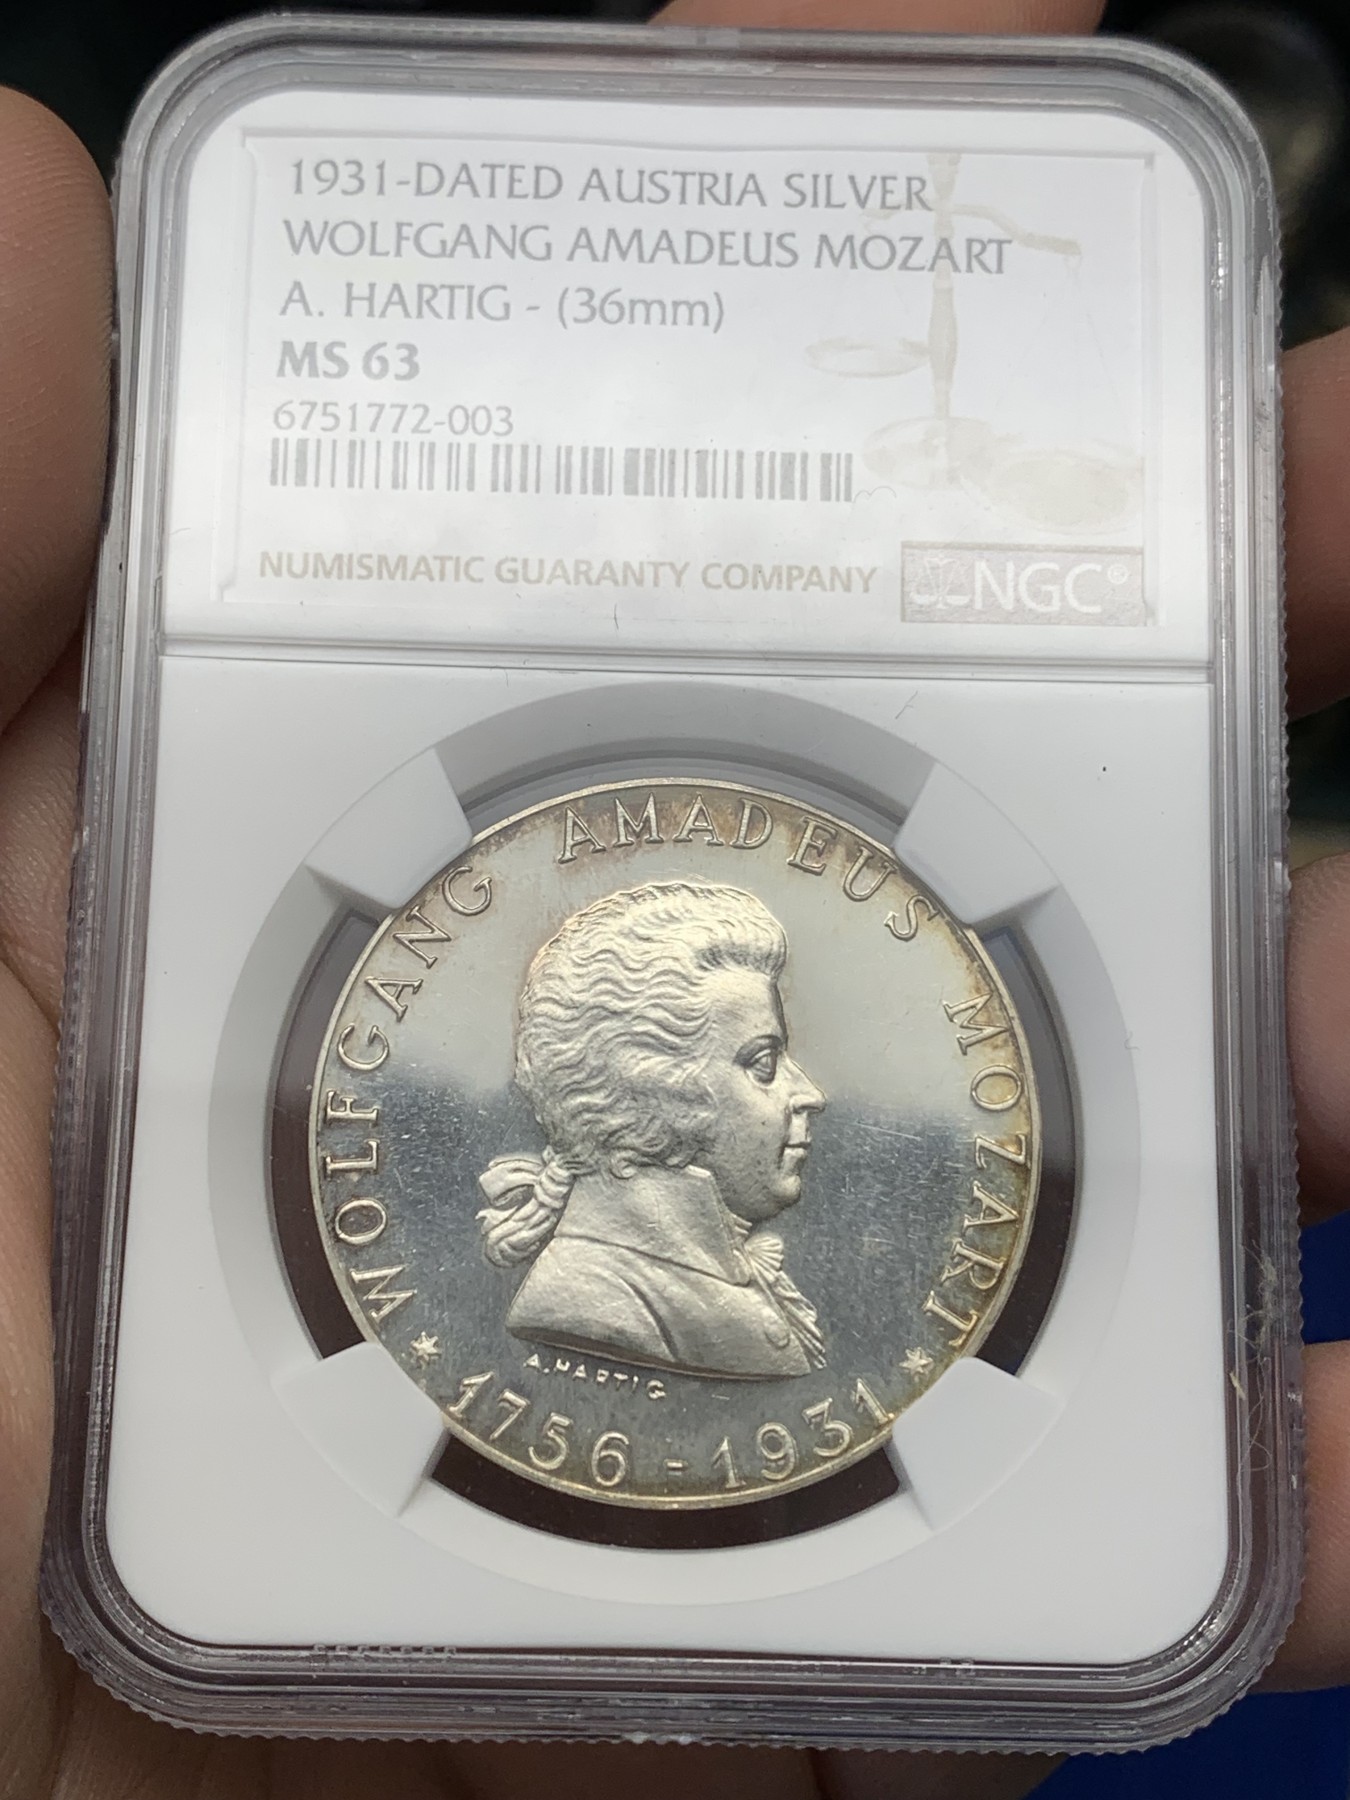 1931-DATED AUSTRIA SILVER
WOLFGANG AMADEUS MOZART
A. HARTIG - (36mm)
MS 63
6751772-003
NUMISMATIC GUARANTY COMPANY
NGC®
WOLFGANG AMADEUS MOZART
A. HARTIG
* 1756 - 1931 *